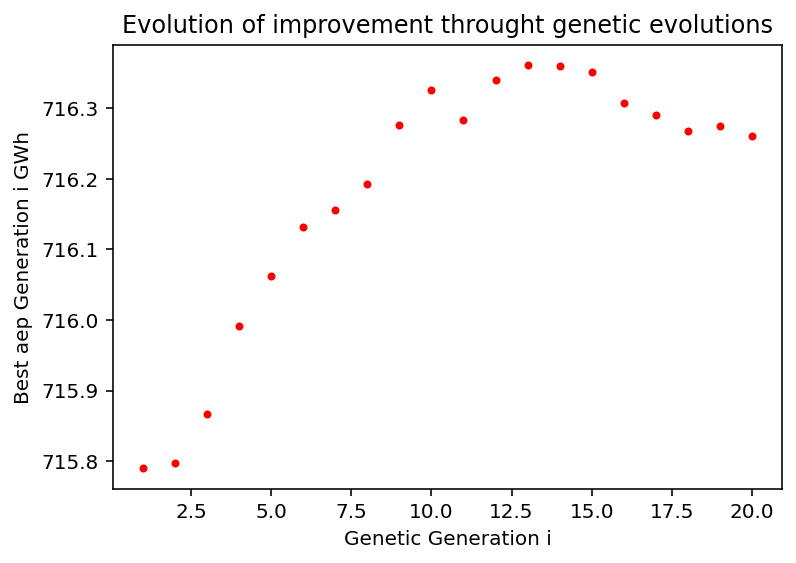 Evolution of improvement throught genetic evolutions
Best aep Generation i GWh
716.3
716.2
716.1
716.0
715.9
715.8
2.5 5.0 7.5 10.0 12.5 15.0 17.5 20.0
Genetic Generation i